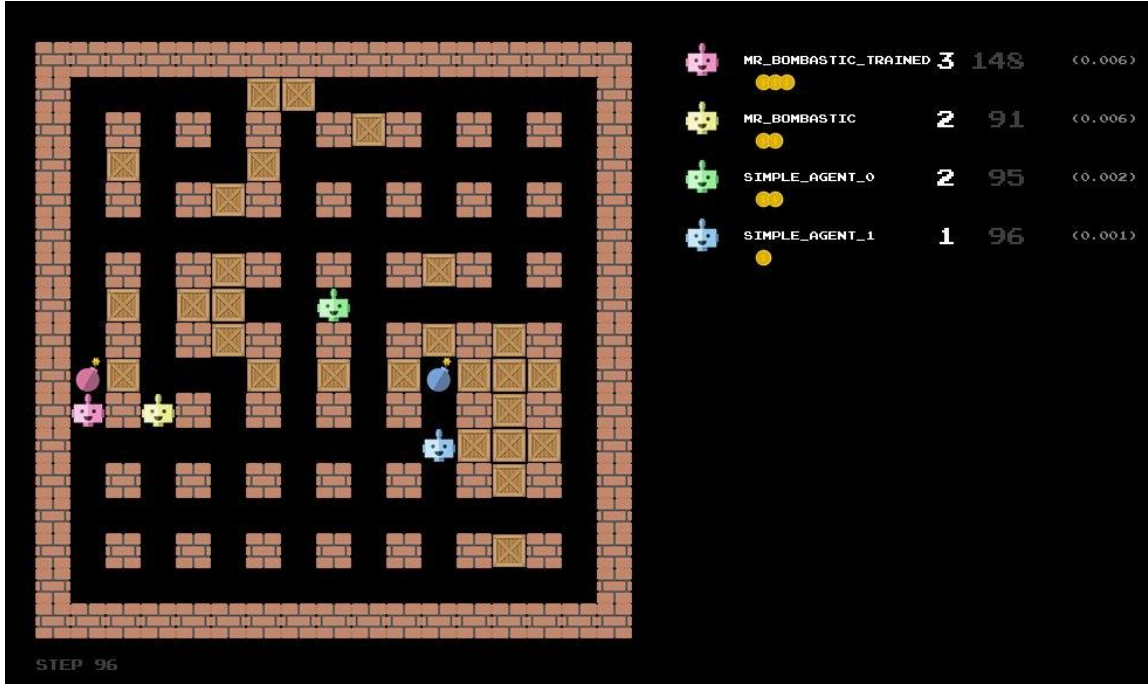 MR_BOMBASTIC_TRAINED 3 148 (0.006)
MR_BOMBASTIC 2 91 (0.006)
SIMPLE_AGENT_0 2 95 (0.002)
SIMPLE_AGENT_1 1 96 (0.001)
STEP 96